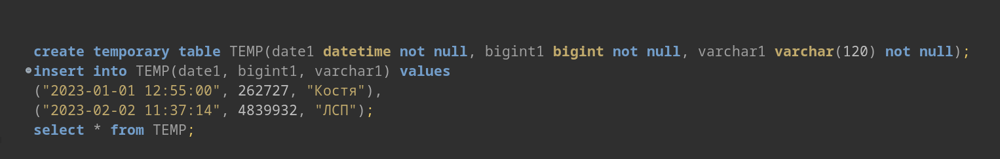 create temporary table TEMP(date1 datetime not null, bigint1 bigint not null, varchar1 varchar(120) not null);
insert into TEMP(date1, bigint1, varchar1) values
("2023-01-01 12:55:00", 262727, "Костя"),
("2023-02-02 11:37:14", 4839932, "ЛСП");
select * from TEMP;